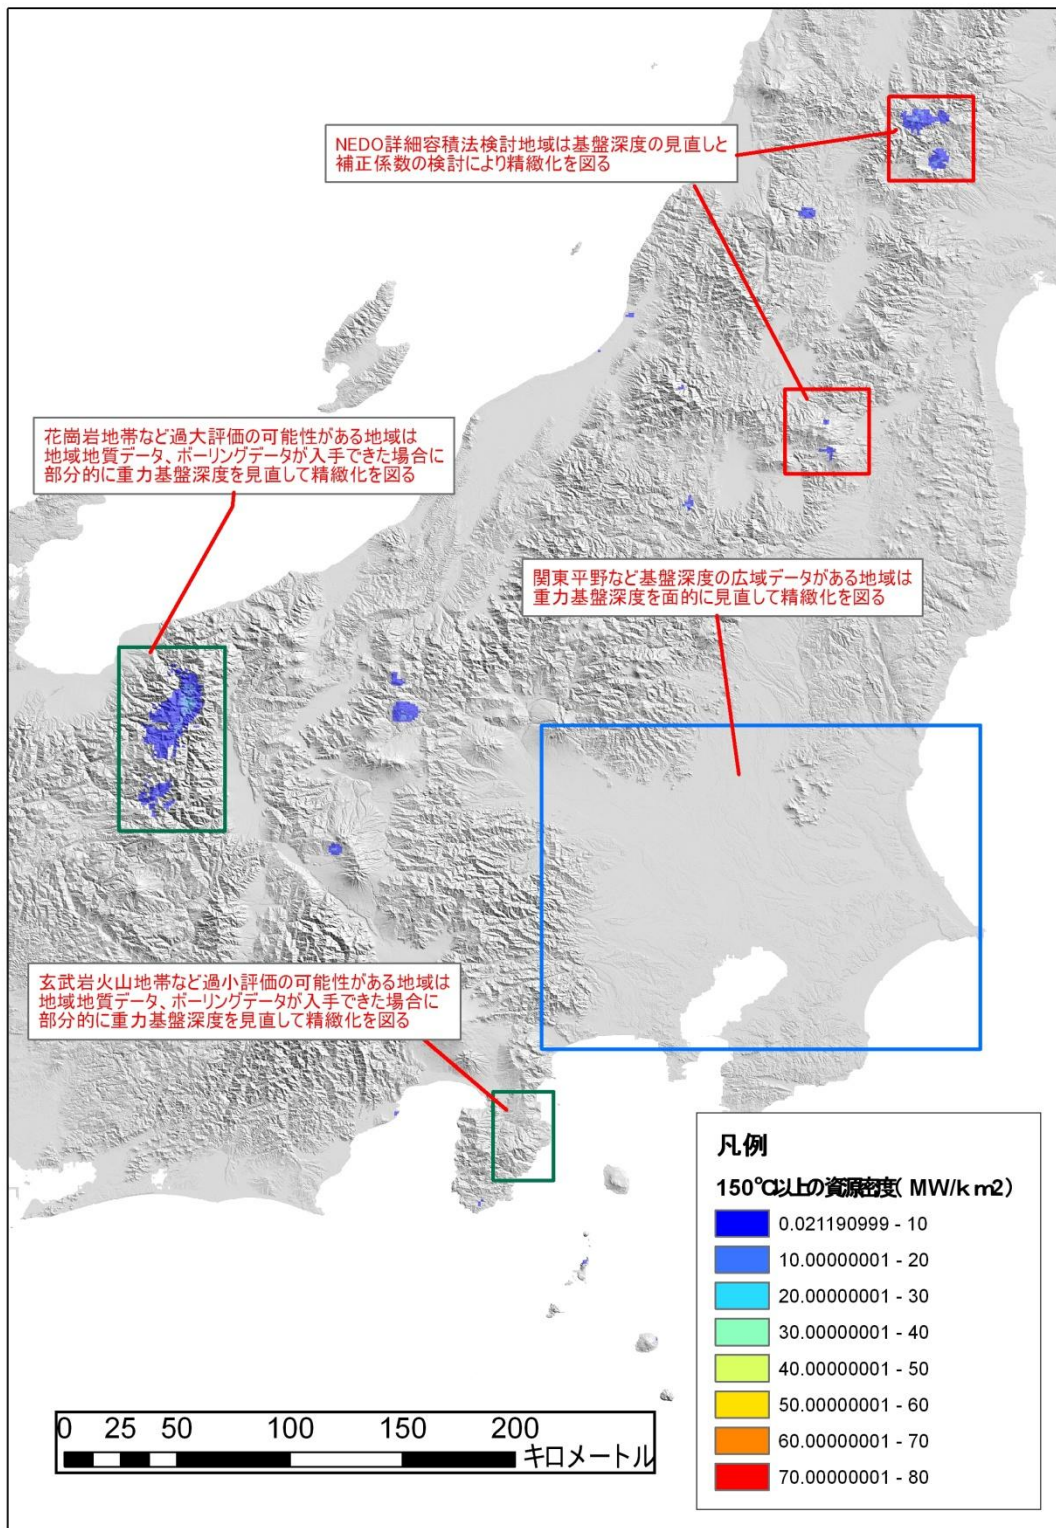 NEDO詳細容積法検討地域は基盤深度の見直しと
補正係数の検討により精緻化を図る
花崗岩地帯など過大評価の可能性がある地域は
地域地質データ、ボーリングデータが入手できた場合に
部分的に重力基盤深度を見直して精緻化を図る
関東平野など基盤深度の広域データがある地域は
重力基盤深度を面的に見直して精緻化を図る
玄武岩火山地帯など過小評価の可能性がある地域は
地域地質データ、ボーリングデータが入手できた場合に
部分的に重力基盤深度を見直して精緻化を図る
凡例
150℃以上の資源密度( MW/k m2)
0.021190999 - 10
10.00000001 - 20
20.00000001 - 30
30.00000001 - 40
40.00000001 - 50
50.00000001 - 60
60.00000001 - 70
70.00000001 - 80
0 25 50 100 150 200
キロメートル